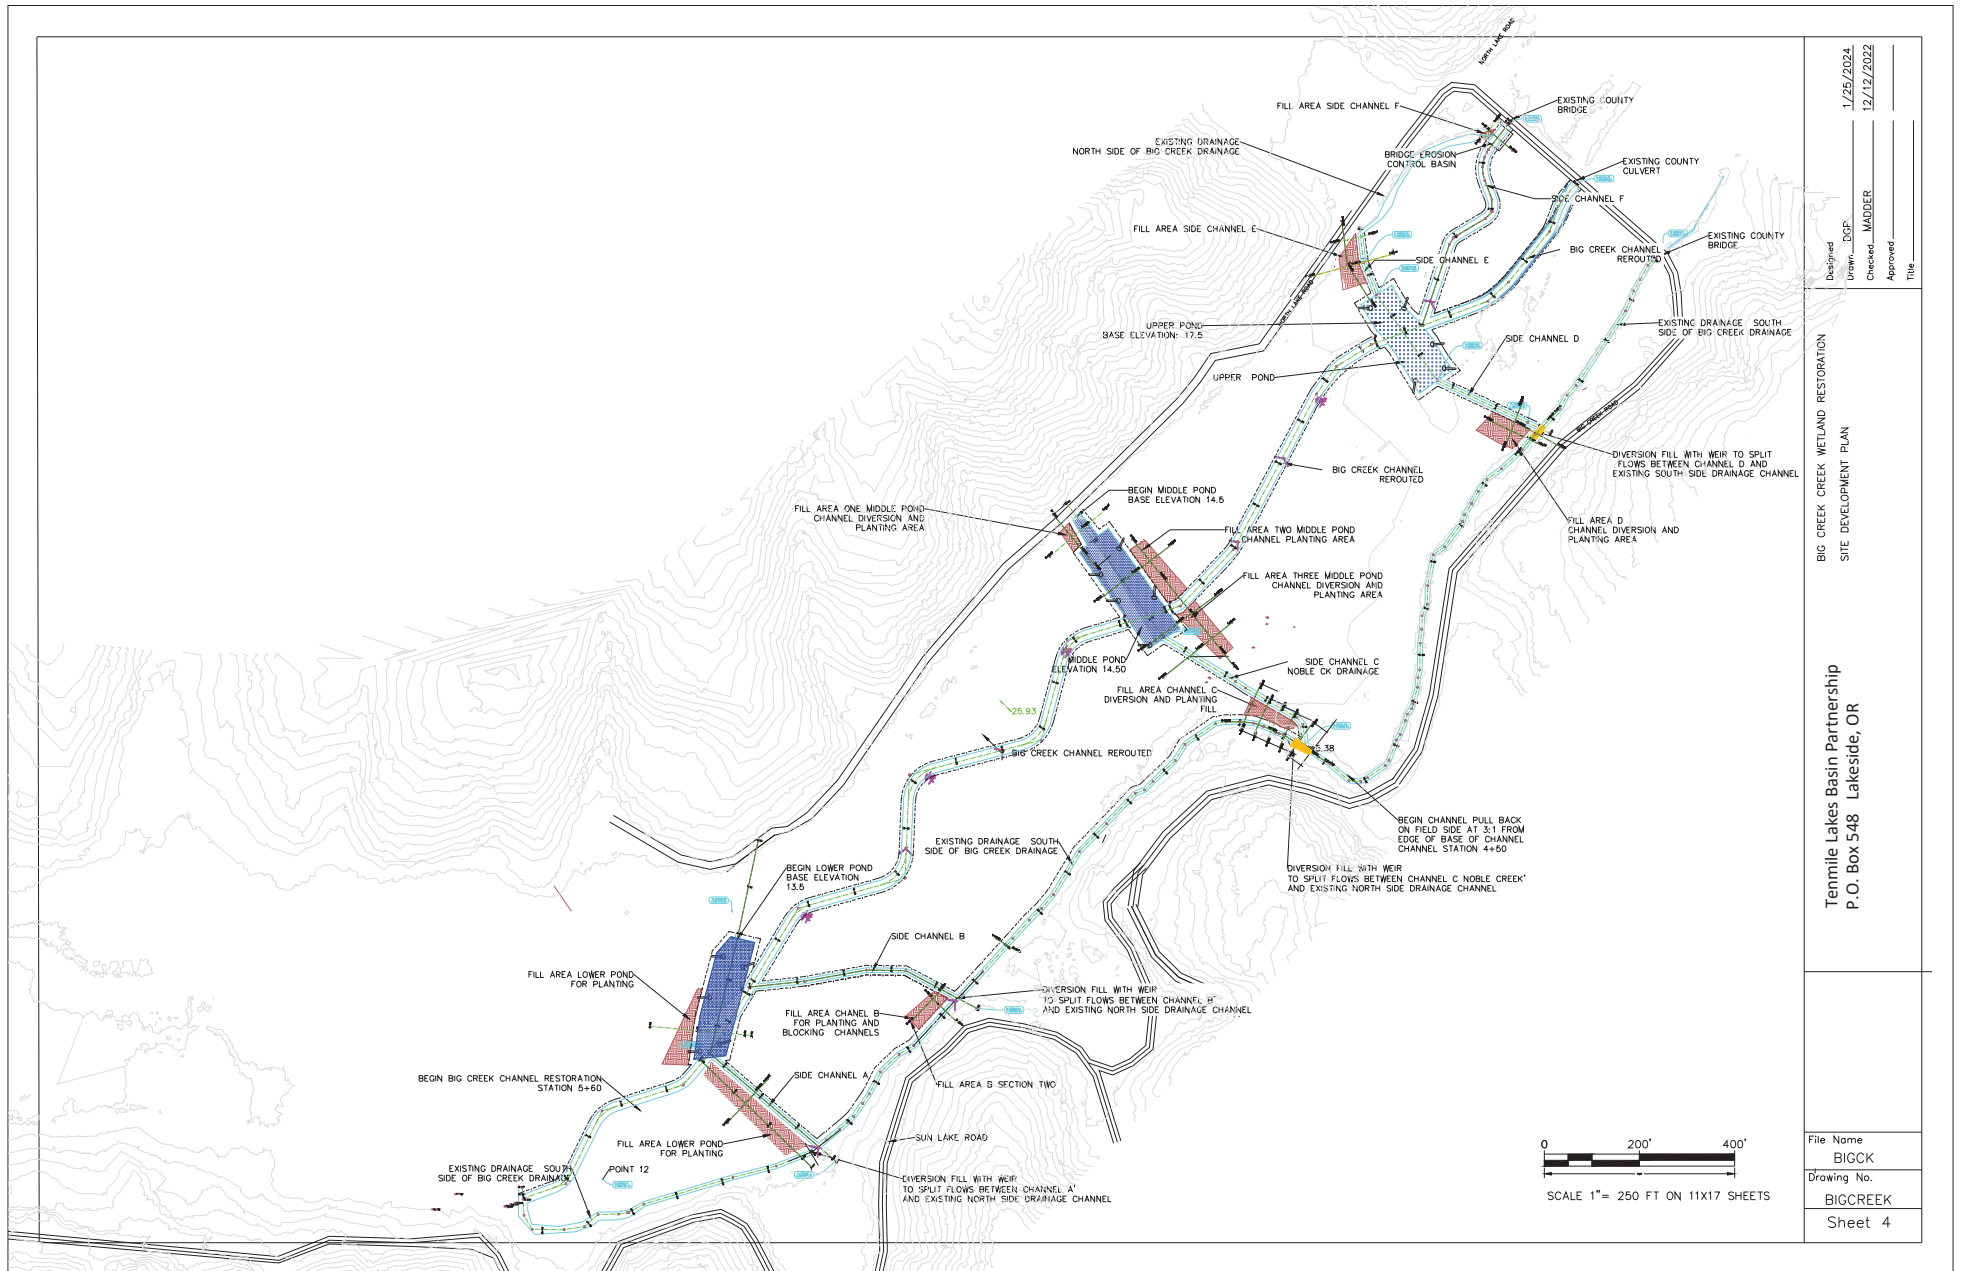 NORTH LAKE ROAD
FILL AREA SIDE CHANNEL F
EXISTING COUNTY
BRIDGE
EXISTING DRAINAGE
NORTH SIDE OF BIG CREEK DRAINAGE
BRIDGE EROSION
CONTROL BASIN
EXISTING COUNTY
CULVERT
SIDE CHANNEL F
FILL AREA SIDE CHANNEL E
EXISTING COUNTY
BRIDGE
BIG CREEK CHANNEL
REROUTED
SIDE CHANNEL E
NORTH LAKE ROAD
UPPER POND
BASE ELEVATION: 17.5
EXISTING DRAINAGE SOUTH
SIDE OF BIG CREEK DRAINAGE
SIDE CHANNEL D
UPPER POND
BIG CREEK ROAD
DIVERSION FILL WITH WEIR TO SPLIT
FLOWS BETWEEN CHANNEL D AND
EXISTING SOUTH SIDE DRAINAGE CHANNEL
BIG CREEK CHANNEL
REROUTED
BEGIN MIDDLE POND
BASE ELEVATION 14.5
FILL AREA ONE MIDDLE POND
CHANNEL DIVERSION AND
PLANTING AREA
FILL AREA TWO MIDDLE POND
CHANNEL PLANTING AREA
FILL AREA D
CHANNEL DIVERSION AND
PLANTING AREA
FILL AREA THREE MIDDLE POND
CHANNEL DIVERSION AND
PLANTING AREA
MIDDLE POND
ELEVATION 14.50
SIDE CHANNEL C
NOBLE CK DRAINAGE
FILL AREA CHANNEL C
DIVERSION AND PLANTING
FILL
25.93
5.38
BIG CREEK CHANNEL REROUTED
BEGIN CHANNEL PULL BACK
ON FIELD SIDE AT 3:1 FROM
EDGE OF BASE OF CHANNEL
CHANNEL STATION 4+50
EXISTING DRAINAGE SOUTH
SIDE OF BIG CREEK DRAINAGE
DIVERSION FILL WITH WEIR
TO SPLIT FLOWS BETWEEN CHANNEL C NOBLE CREEK'
AND EXISTING NORTH SIDE DRAINAGE CHANNEL
BEGIN LOWER POND
BASE ELEVATION
13.5
SIDE CHANNEL B
FILL AREA LOWER POND
FOR PLANTING
DIVERSION FILL WITH WEIR
TO SPLIT FLOWS BETWEEN CHANNEL B'
AND EXISTING NORTH SIDE DRAINAGE CHANNEL
FILL AREA CHANEL B
FOR PLANTING AND
BLOCKING CHANNELS
BEGIN BIG CREEK CHANNEL RESTORATION
STATION 5+60
SIDE CHANNEL A
FILL AREA B SECTION TWO
FILL AREA LOWER POND
FOR PLANTING
SUN LAKE ROAD
EXISTING DRAINAGE SOUTH
SIDE OF BIG CREEK DRAINAGE
POINT 12
DIVERSION FILL WITH WEIR
TO SPLIT FLOWS BETWEEN CHANNEL A'
AND EXISTING NORTH SIDE DRAINAGE CHANNEL
0 200' 400'
SCALE 1"= 250 FT ON 11X17 SHEETS
Designed
Drawn DGP 1/25/2024
Checked MADDER 12/12/2022
Approved
Title
BIG CREEK CREEK WETLAND RESTORATION
SITE DEVELOPMENT PLAN
Tenmile Lakes Basin Partnership
P.O. Box 548 Lakeside, OR
File Name
BIGCK
Drawing No.
BIGCREEK
Sheet 4